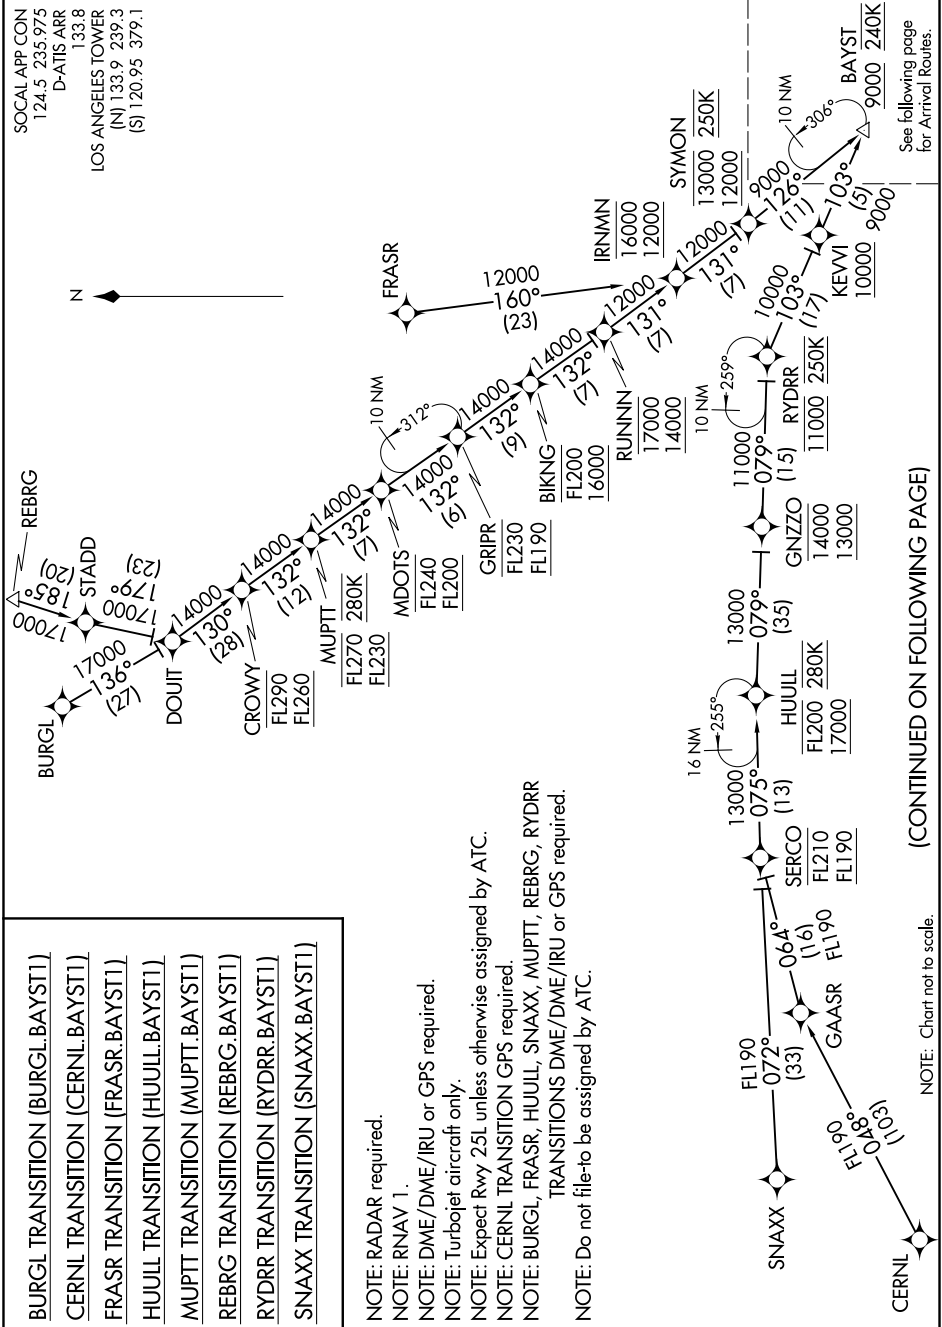 SOCAL APP CON
124.5 235.975
D-ATIS ARR
133.8
LOS ANGELES TOWER
(N) 133.9 239.3
(S) 120.95 379.1
BURGL TRANSITION (BURGL.BAYST1)
CERNL TRANSITION (CERNL.BAYST1)
FRASR TRANSITION (FRASR.BAYST1)
HUULL TRANSITION (HUULL.BAYST1)
MUPTT TRANSITION (MUPTT.BAYST1)
REBRG TRANSITION (REBRG.BAYST1)
RYDRR TRANSITION (RYDRR.BAYST1)
SNAXX TRANSITION (SNAXX.BAYST1)
NOTE: RADAR required.
NOTE: RNAV 1.
NOTE: DME/DME/IRU or GPS required.
NOTE: Turbojet aircraft only.
NOTE: Expect Rwy 25L unless otherwise assigned by ATC.
NOTE: CERNL TRANSITION GPS required.
NOTE: BURGL, FRASR, HUULL, SNAXX, MUPTT, REBRG, RYDRR
TRANSITIONS DME/DME/IRU or GPS required.
NOTE: Do not file-to be assigned by ATC.
N
REBRG
17000
185°
(20)
STADD
17000
179°
(23)
BURGL
17000
136°
(27)
DOUIT
14000
130°
(28)
CROWY
FL290
FL260
14000
132°
(12)
MUPTT
FL270 280K
FL230
14000
132°
(7)
MDOTS
FL240
FL200
14000
132°
(6)
10 NM
312°
GRIPR
FL230
FL190
14000
132°
(9)
BIKNG
FL200
16000
14000
132°
(7)
RUNNN
17000
14000
12000
131°
(7)
FRASR
12000
160°
(23)
IRNMN
16000
12000
12000
131°
(7)
SYMON
13000 250K
12000
9000
126°
(11)
10 NM
306°
BAYST
9000 240K
See following page
for Arrival Routes.
CERNL
FL190
048°
(103)
GAASR
064°
(16)
FL190
SNAXX
FL190
072°
(33)
SERCO
FL210
FL190
13000
075°
(13)
16 NM
255°
HUULL
FL200 280K
17000
13000
079°
(35)
GNZZO
14000
13000
11000
079°
(15)
10 NM
259°
RYDRR
11000 250K
10000
103°
(17)
KEVVI
10000
103°
(5)
9000
NOTE: Chart not to scale.
(CONTINUED ON FOLLOWING PAGE)